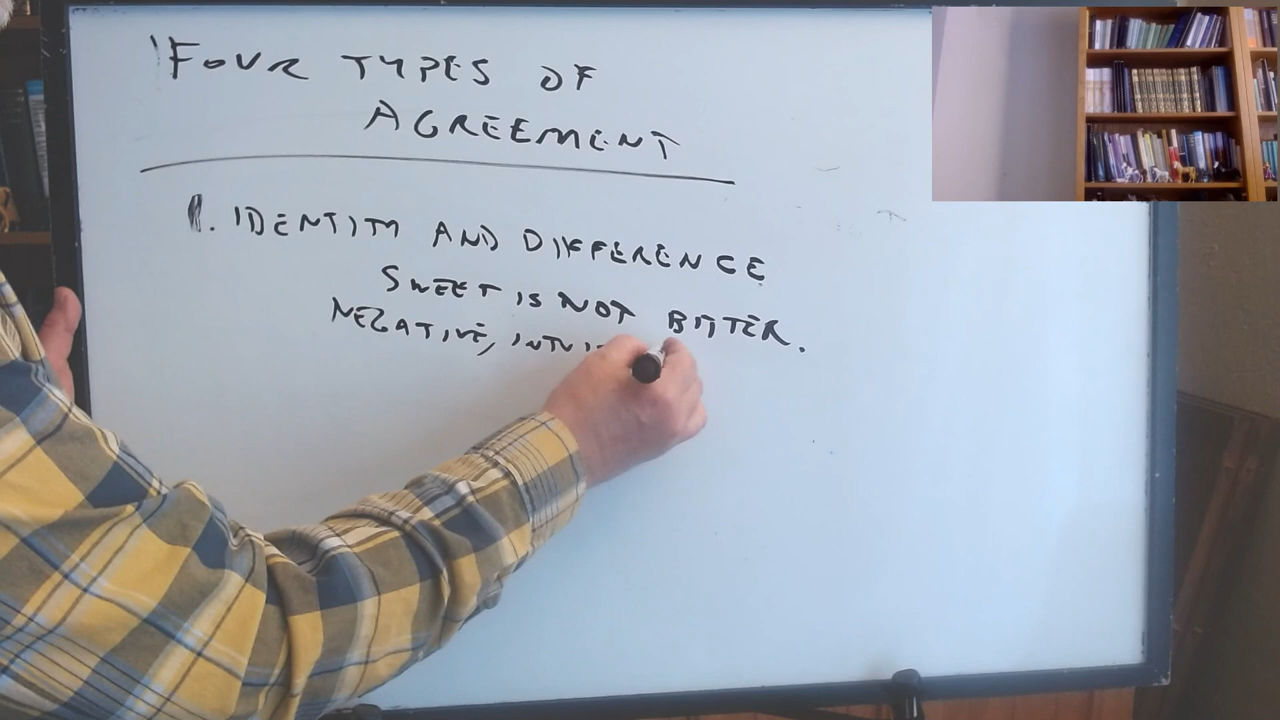 FOUR TYPES OF
AGREEMENT
1. IDENTITY AND DIFFERENCE
SWEET IS NOT BITTER.
NEGATIVE,